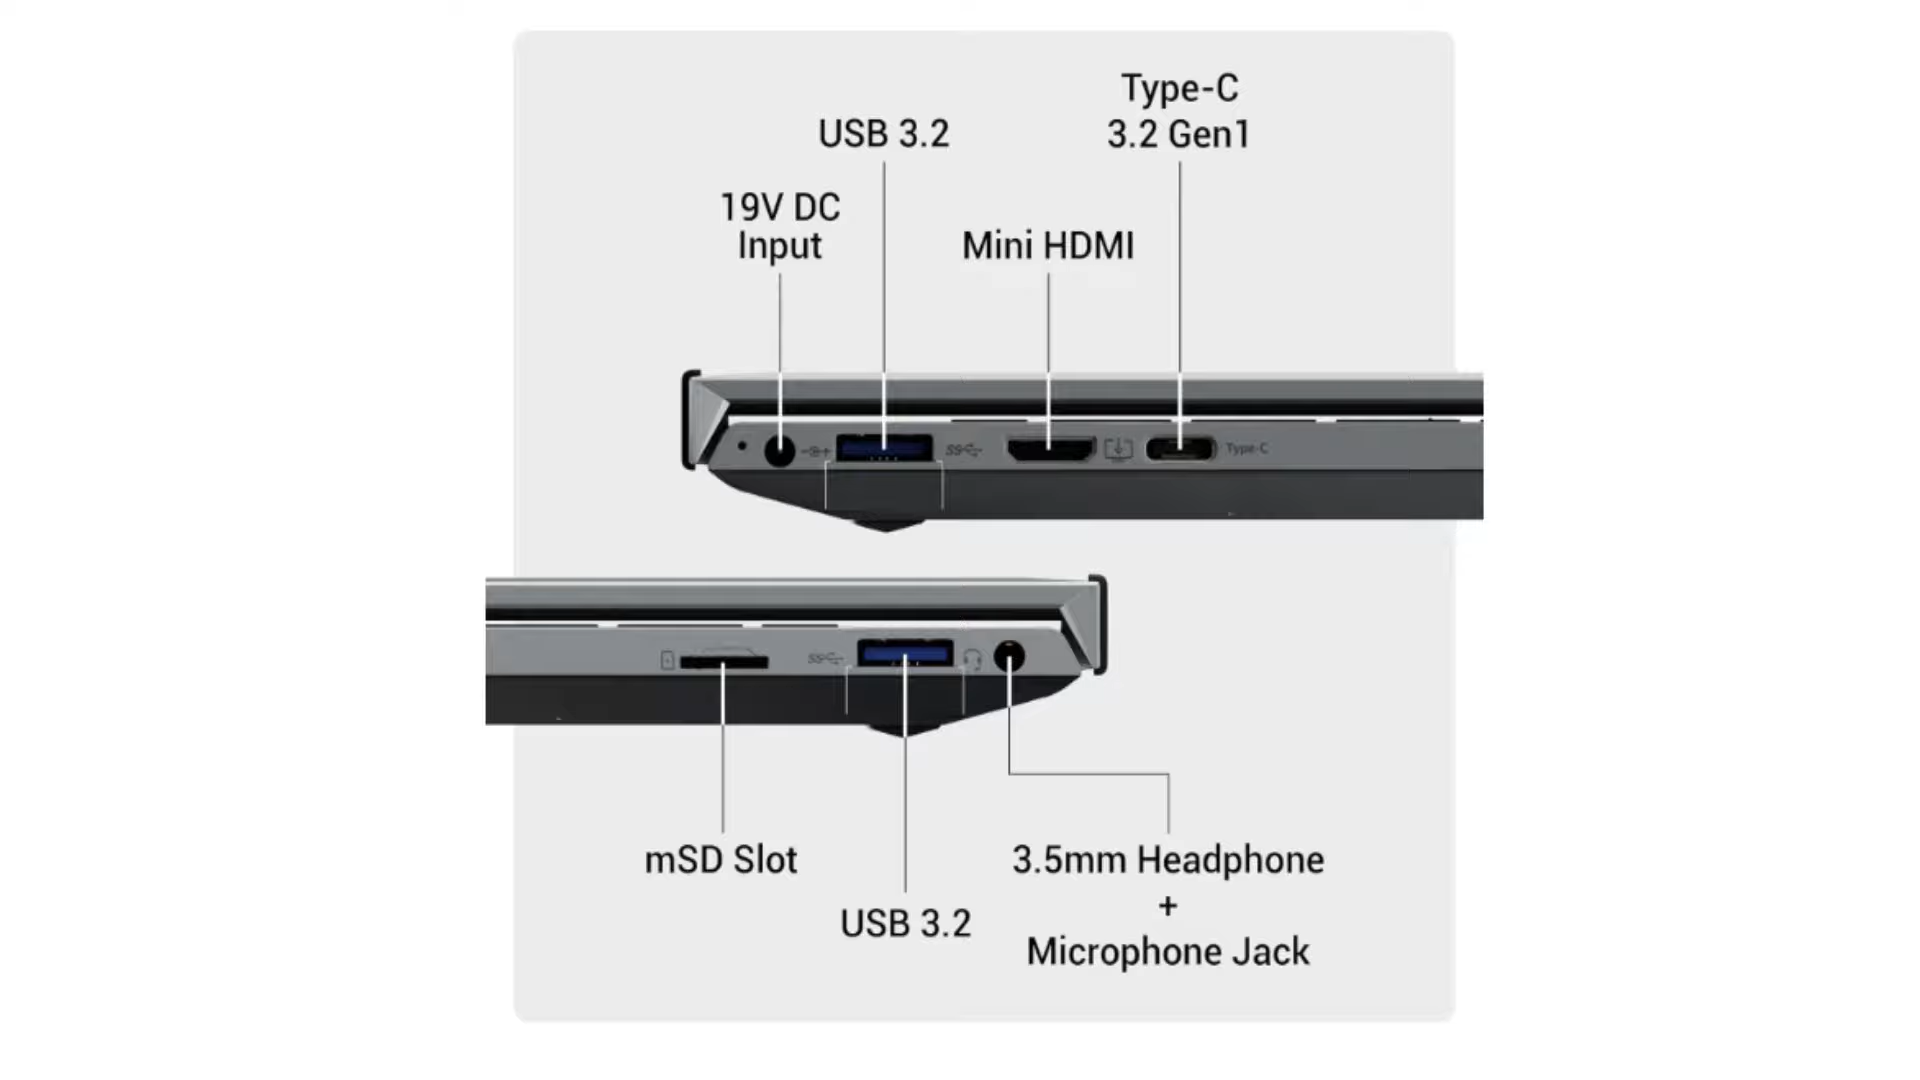 Type-C
3.2 Gen1
USB 3.2
19V DC
Input
Mini HDMI
Type-C
mSD Slot
USB 3.2
3.5mm Headphone
+
Microphone Jack